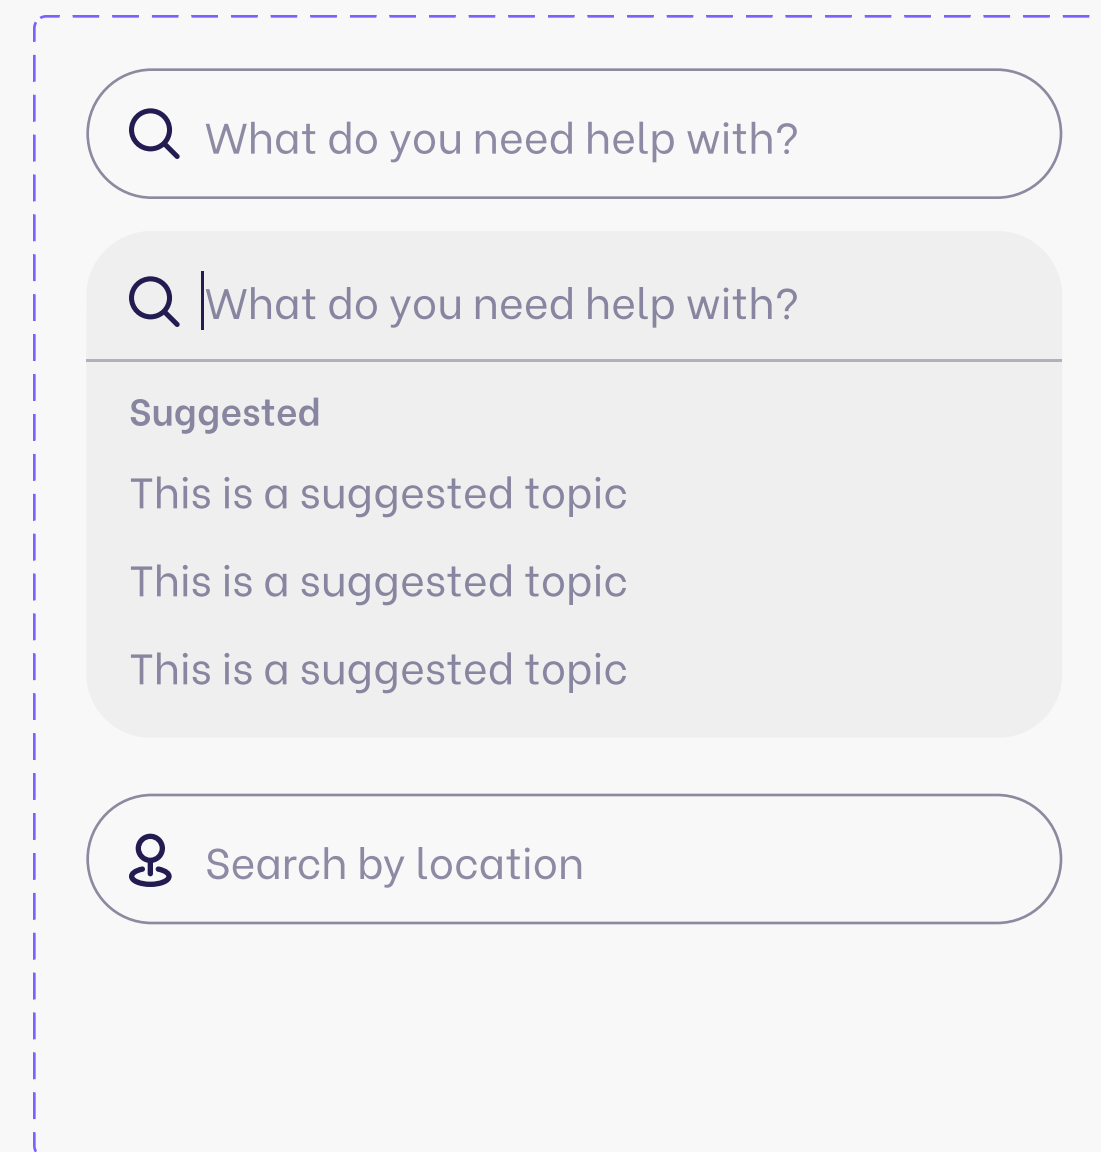 What do you need help with?
What do you need help with?
Suggested
This is a suggested topic
This is a suggested topic
This is a suggested topic
Search by location